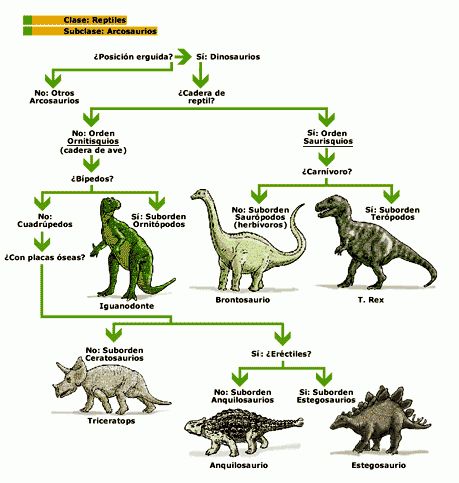 Clase: Reptiles
Subclase: Arcosaurios
¿Posición erguida?
Sí: Dinosaurios
No: Otros
Arcosaurios
¿Cadera de
reptil?
No: Orden
Ornitisquios
(cadera de ave)
Sí: Orden
Saurisquios
¿Bípedos?
¿Carnívoro?
No:
Cuadrúpedos
Sí: Suborden
Ornitópodos
No: Suborden
Saurópodos
(herbivoros)
Sí: Suborden
Terópodos
¿Con placas óseas?
Iguanodonte
Brontosaurio
T. Rex
No: Suborden
Ceratosaurios
Sí: ¿Eréctiles?
Triceratops
No: Suborden
Anquilosaurios
Si: Suborden
Estegosaurios
Anquilosaurio
Estegosaurio